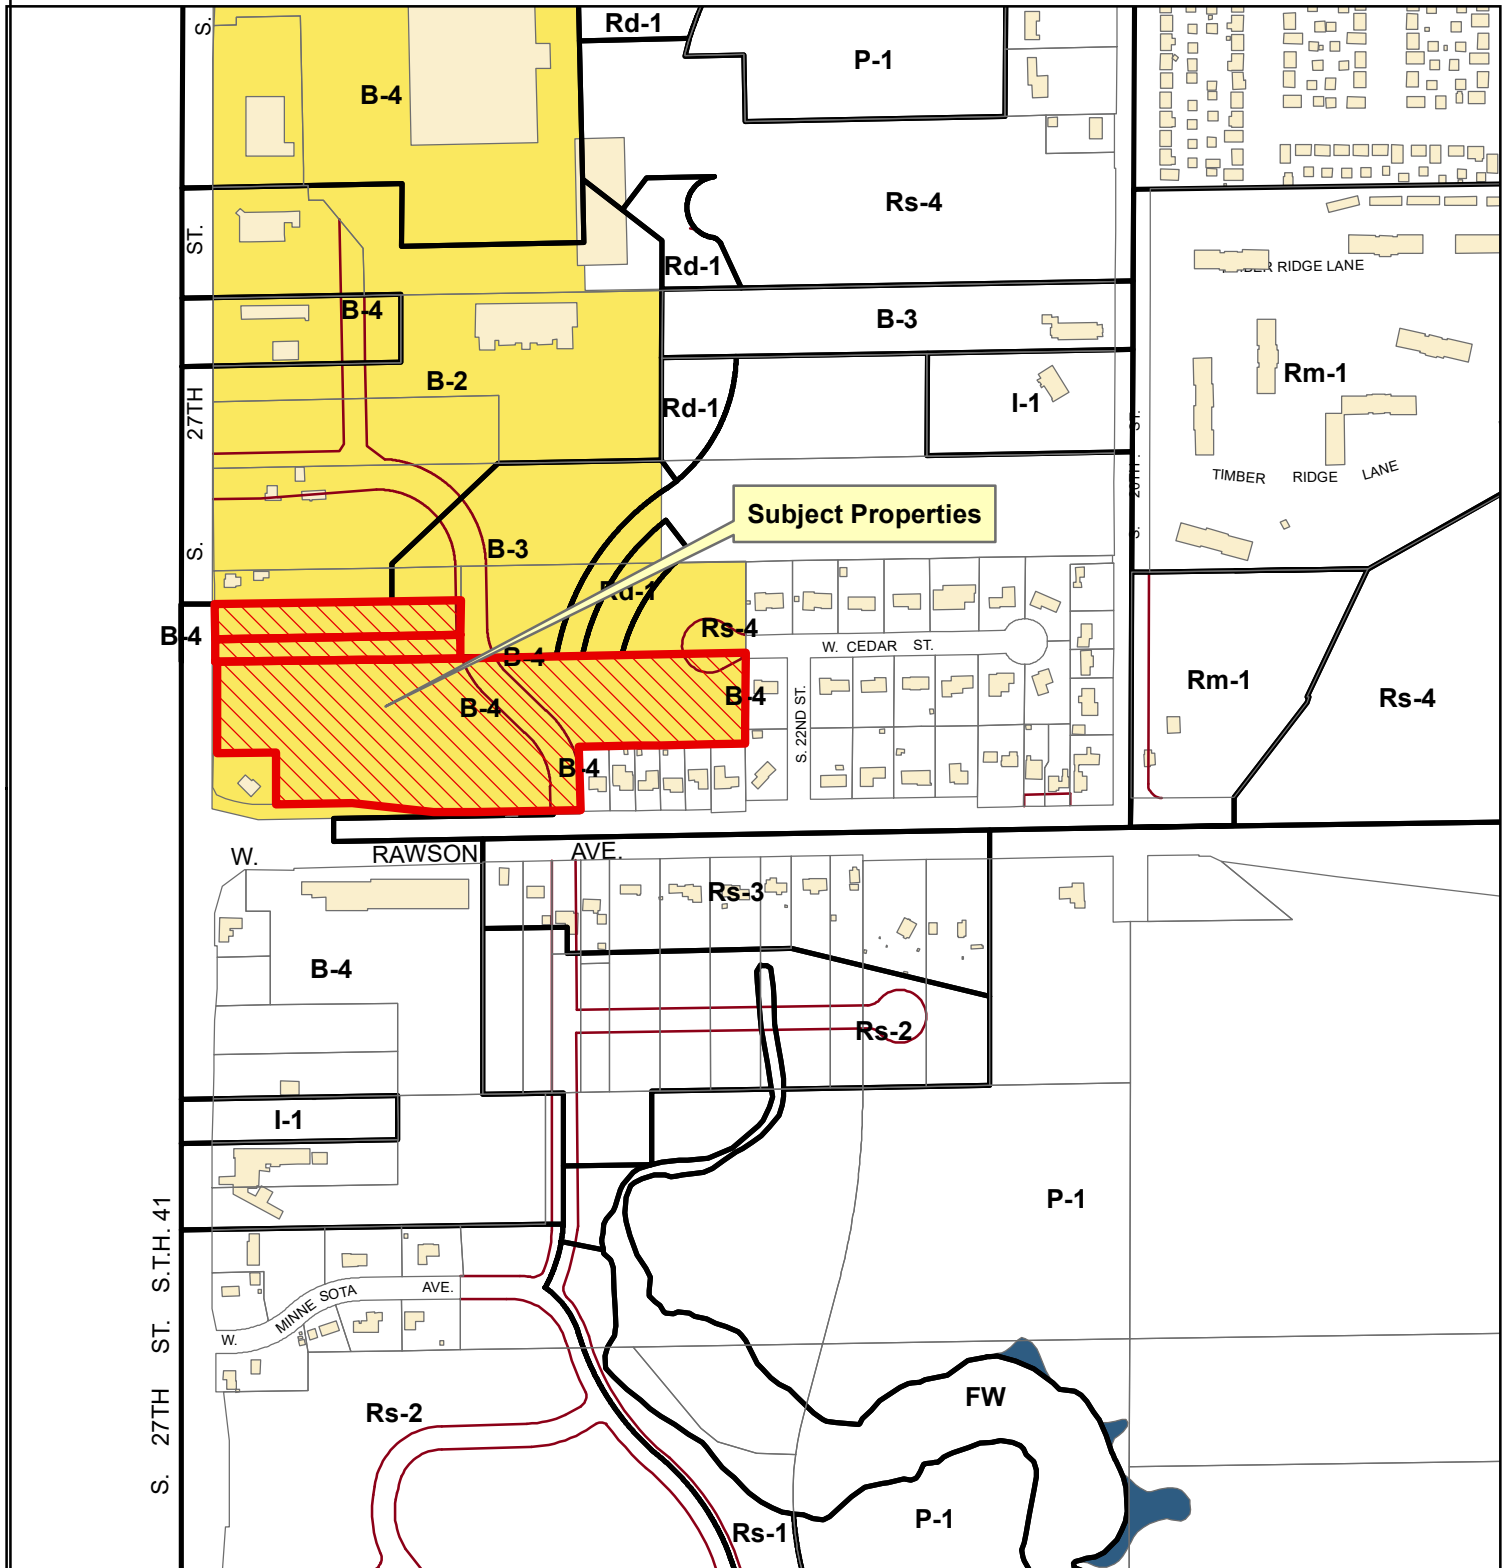 S.
Rd-1
P-1
B-4
Rs-4
ST.
Rd-1
RIDGE LANE
B-4
B-3
Rm-1
B-2
27TH
Rd-1
I-1
ST.
TIMBER RIDGE LANE
20TH
Subject Properties
S.
S.
B-3
Rd-1
Rs-4
B-4
W. CEDAR ST.
B-4
B-4
B-4
Rm-1
Rs-4
S. 22ND ST.
B-4
W. RAWSON AVE.
Rs-3
B-4
Rs-2
I-1
P-1
S. 27TH ST. S.T.H. 41
W. MINNE SOTA AVE.
FW
Rs-2
P-1
Rs-1